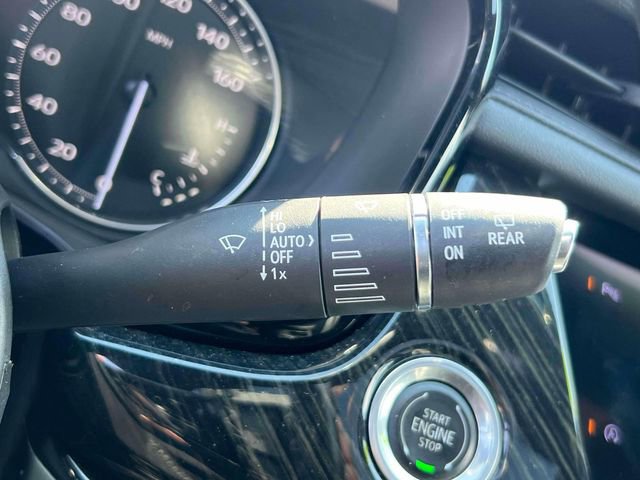 80
120
60
MPH
140
40
160
20
0
H
HI
LO
AUTO
OFF
1x
OFF
INT
ON
REAR
START
ENGINE
STOP